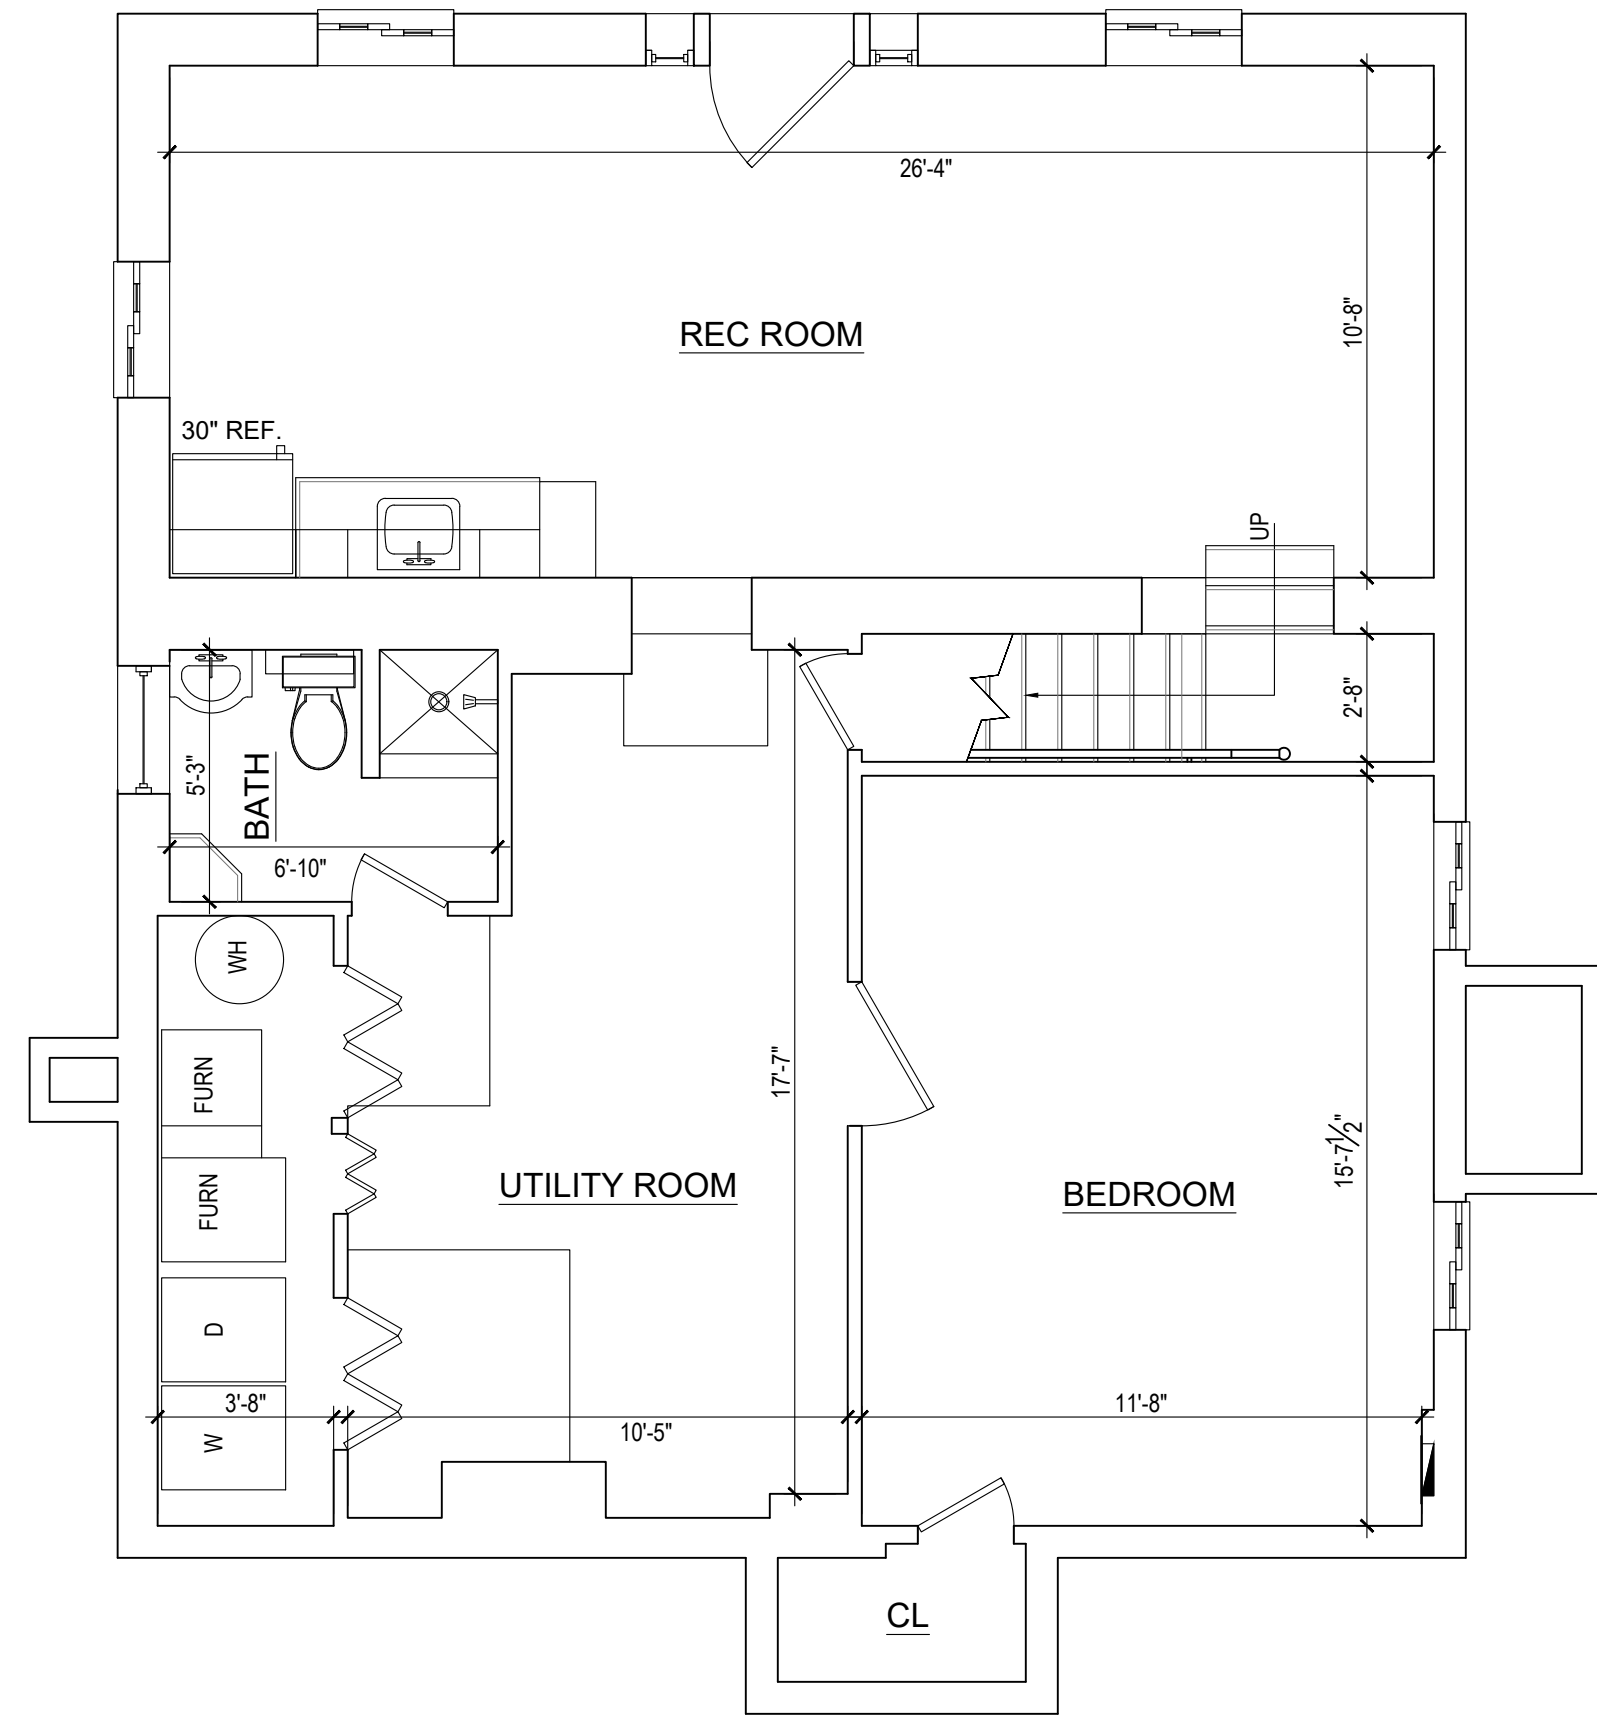 26'-4"
REC ROOM
10'-8"
30" REF.
UP
2'-8"
5'-3"
BATH
6'-10"
WH
FURN
17'-7"
15'-7½"
UTILITY ROOM
BEDROOM
FURN
D
3'-8"
11'-8"
10'-5"
W
CL